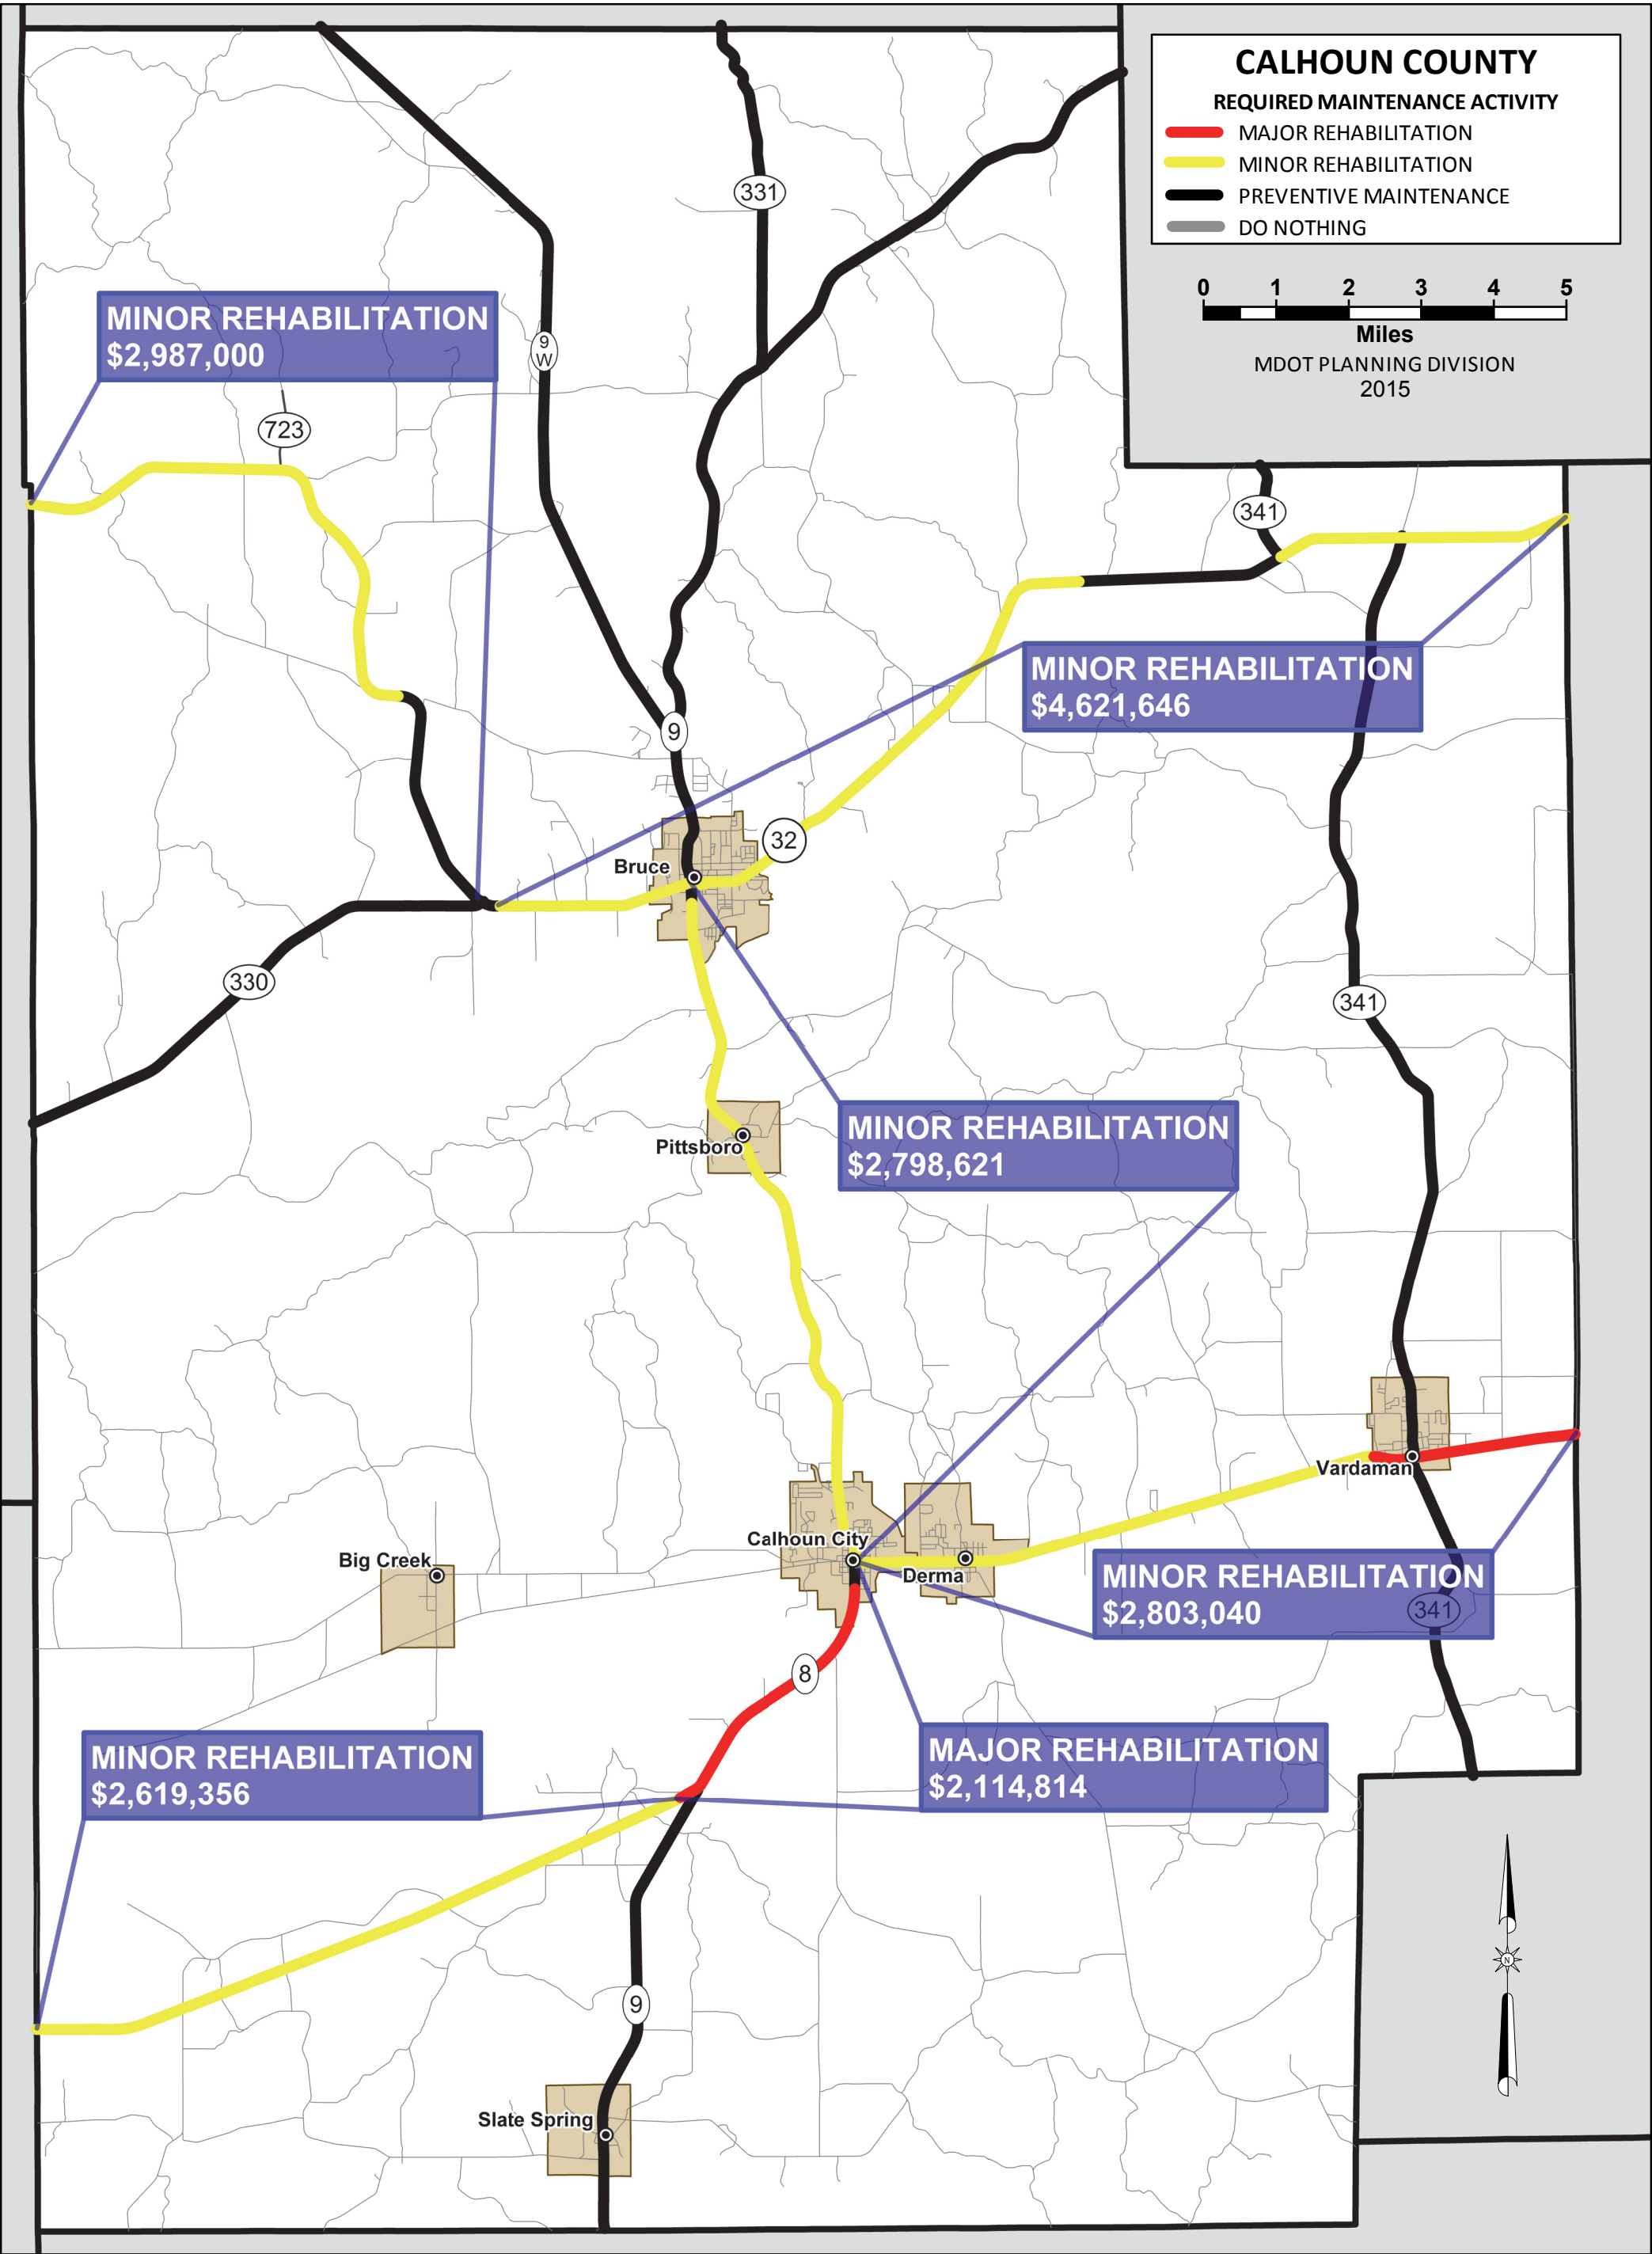 CALHOUN COUNTY
REQUIRED MAINTENANCE ACTIVITY
MAJOR REHABILITATION
MINOR REHABILITATION
PREVENTIVE MAINTENANCE
DO NOTHING
0 1 2 3 4 5
Miles
MDOT PLANNING DIVISION
2015
331
MINOR REHABILITATION
$2,987,000
9
W
723
341
MINOR REHABILITATION
$4,621,646
9
32
Bruce
330
341
MINOR REHABILITATION
$2,798,621
Pittsboro
Vardaman
Calhoun City
Big Creek
Derma
MINOR REHABILITATION
$2,803,040
341
8
MINOR REHABILITATION
$2,619,356
MAJOR REHABILITATION
$2,114,814
N
9
Slate Spring